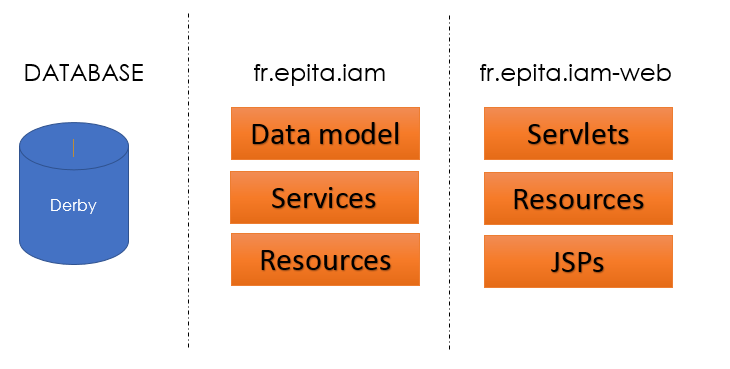 DATABASE
fr.epita.iam
fr.epita.iam-web
Derby
Data model
Services
Resources
Servlets
Resources
JSPs